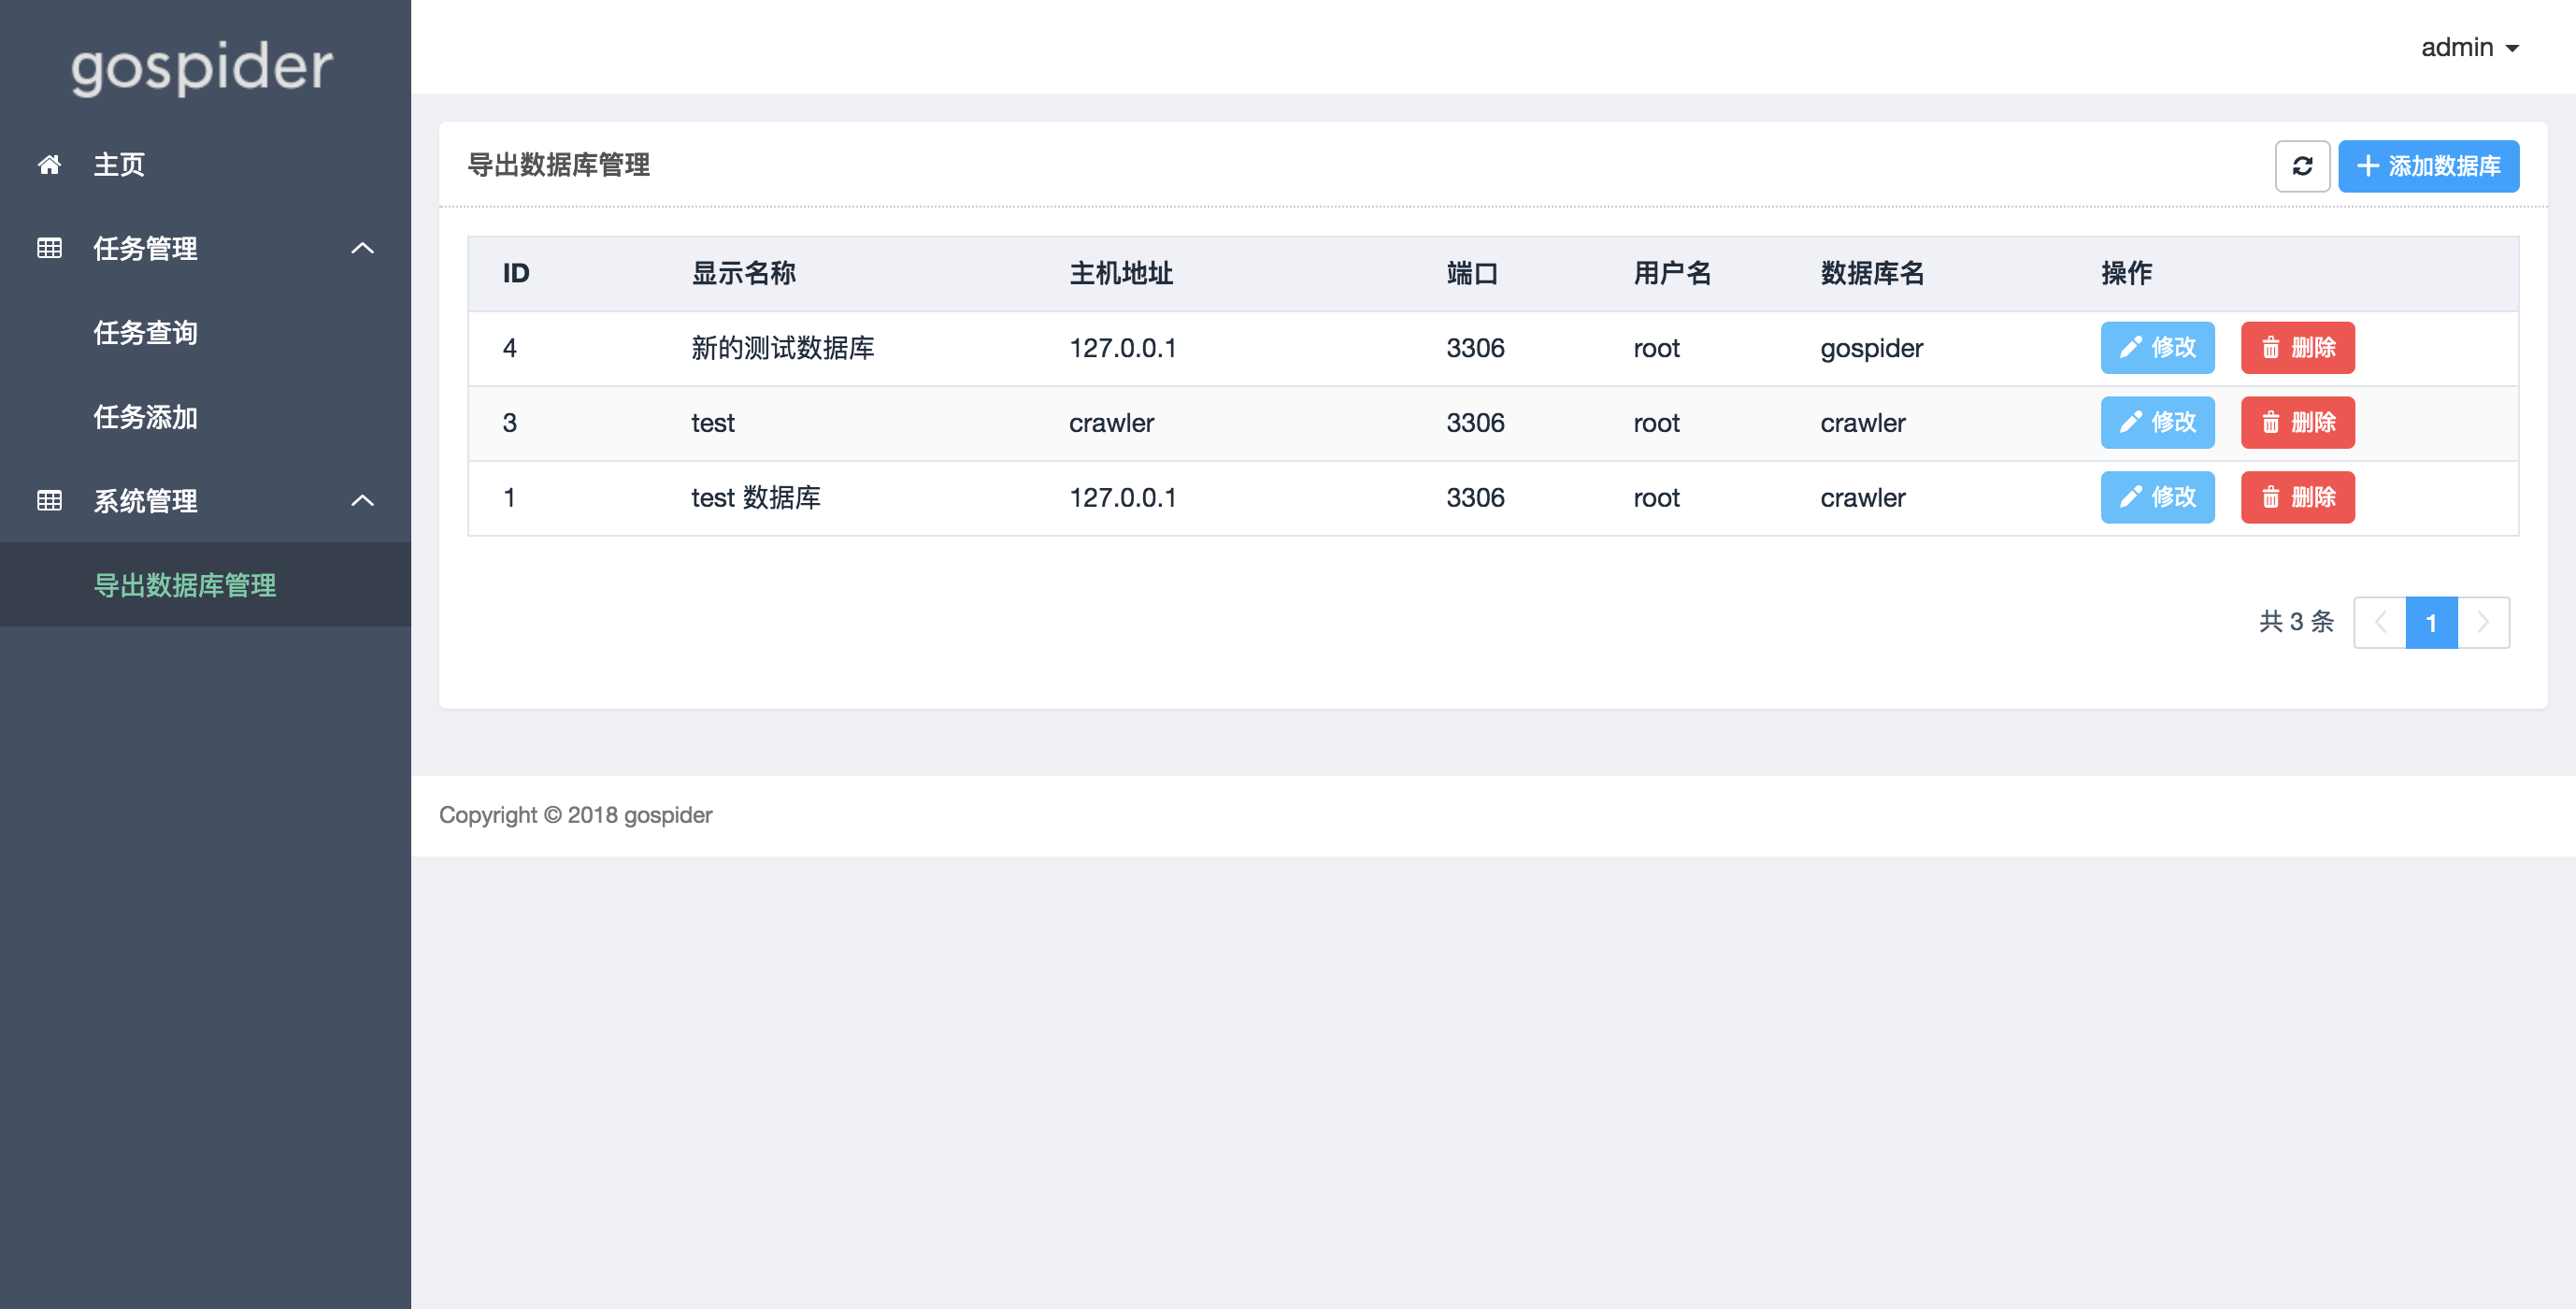 gospider
admin
主页
任务管理
任务查询
任务添加
系统管理
导出数据库管理
导出数据库管理
添加数据库
ID 显示名称 主机地址 端口 用户名 数据库名 操作
4 新的测试数据库 127.0.0.1 3306 root gospider 修改 删除
3 test crawler 3306 root crawler 修改 删除
1 test 数据库 127.0.0.1 3306 root crawler 修改 删除
共 3 条 1
Copyright © 2018 gospider